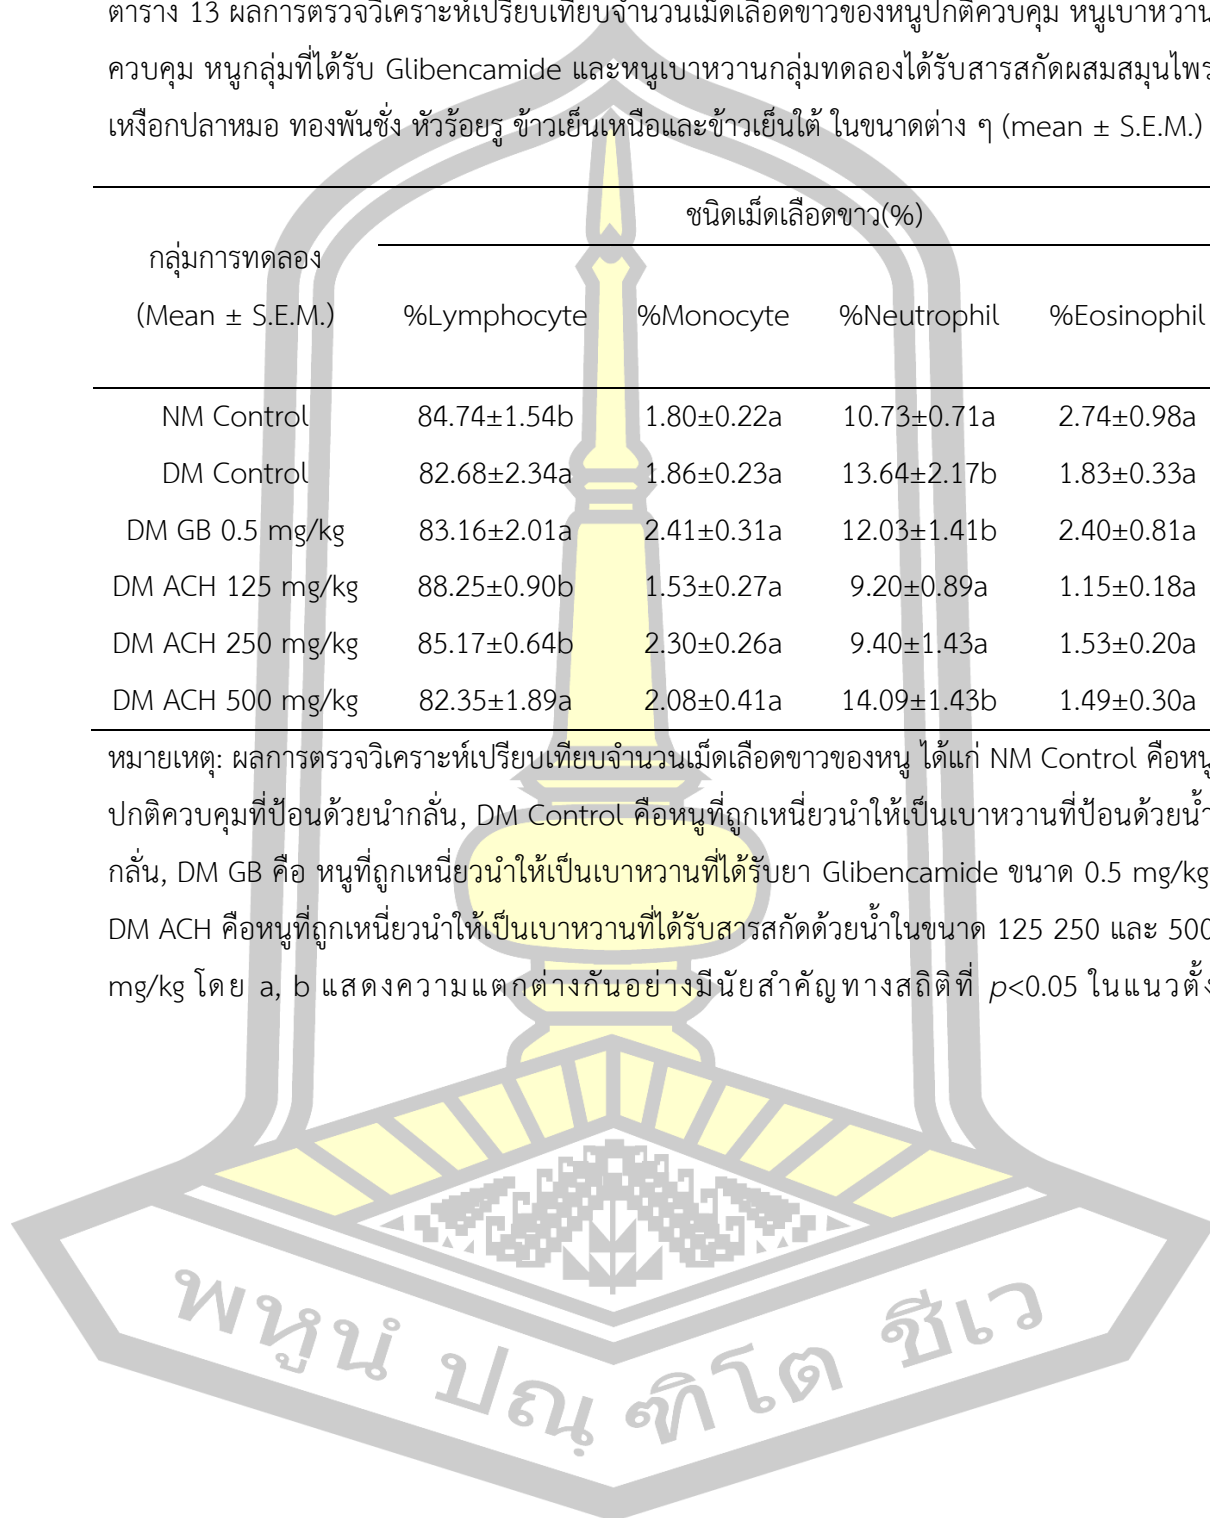 ตาราง 13 ผลการตรวจวิเคราะห์เปรียบเทียบจำนวนเม็ดเลือดขาวของหนูปกติควบคุม หนูเบาหวาน
ควบคุม หนูกลุ่มที่ได้รับ Glibencamide และหนูเบาหวานกลุ่มทดลองได้รับสารสกัดผสมสมุนไพร
เหงือกปลาหมอ ทองพันชั่ง หัวร้อยรู ข้าวเย็นเหนือและข้าวเย็นใต้ ในขนาดต่าง ๆ (mean ± S.E.M.)
ชนิดเม็ดเลือดขาว(%)
กลุ่มการทดลอง
(Mean ± S.E.M.) %Lymphocyte %Monocyte %Neutrophil %Eosinophil
NM Control 84.74±1.54b 1.80±0.22a 10.73±0.71a 2.74±0.98a
DM Control 82.68±2.34a 1.86±0.23a 13.64±2.17b 1.83±0.33a
DM GB 0.5 mg/kg 83.16±2.01a 2.41±0.31a 12.03±1.41b 2.40±0.81a
DM ACH 125 mg/kg 88.25±0.90b 1.53±0.27a 9.20±0.89a 1.15±0.18a
DM ACH 250 mg/kg 85.17±0.64b 2.30±0.26a 9.40±1.43a 1.53±0.20a
DM ACH 500 mg/kg 82.35±1.89a 2.08±0.41a 14.09±1.43b 1.49±0.30a
หมายเหตุ: ผลการตรวจวิเคราะห์เปรียบเทียบจำนวนเม็ดเลือดขาวของหนู ได้แก่ NM Control คือหนู
ปกติควบคุมที่ป้อนด้วยนำกลั่น, DM Control คือหนูที่ถูกเหนี่ยวนำให้เป็นเบาหวานที่ป้อนด้วยน้ำ
กลั่น, DM GB คือ หนูที่ถูกเหนี่ยวนำให้เป็นเบาหวานที่ได้รับยา Glibencamide ขนาด 0.5 mg/kg
DM ACH คือหนูที่ถูกเหนี่ยวนำให้เป็นเบาหวานที่ได้รับสารสกัดด้วยน้ำในขนาด 125 250 และ 500
mg/kg โดย a, b แสดงความแตกต่างกันอย่างมีนัยสำคัญทางสถิติที่ p<0.05 ในแนวตั้ง
พหูนํ ปณฺฑิโต ชีเว